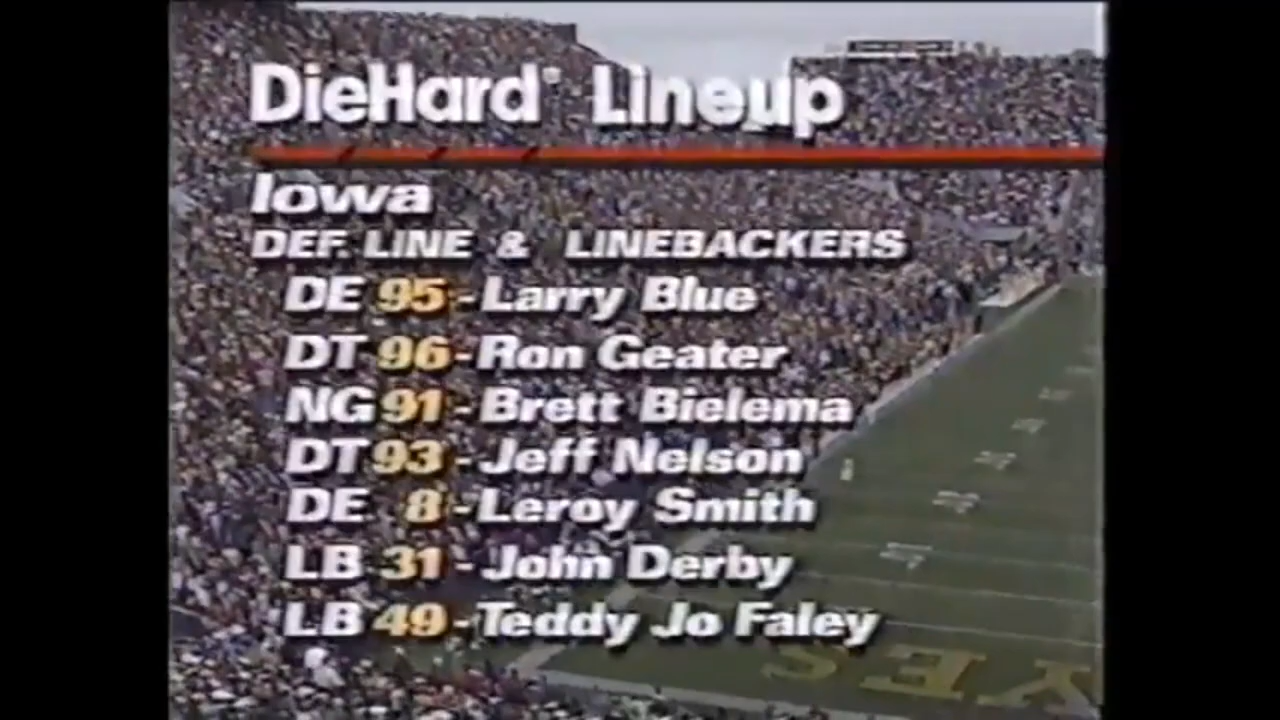 DieHard® Lineup
Iowa
DEF. LINE & LINEBACKERS
DE 95 - Larry Blue
DT 96 - Ron Geater
NG 91 - Brett Bielema
DT 93 - Jeff Nelson
DE 8 - Leroy Smith
LB 31 - John Derby
LB 49 - Teddy Jo Faley
YES